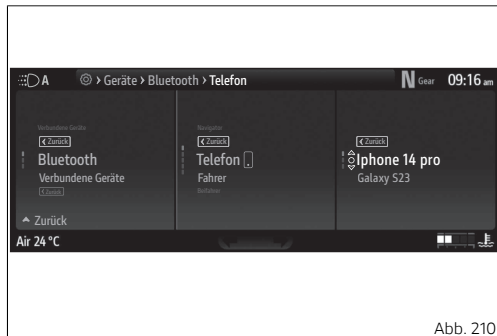 A
› Geräte › Bluetooth › Telefon
N Gear 09:16 am
Verbundene Geräte
Zurück
Bluetooth
Verbundene Geräte
Zurück
Zurück
Navigator
Zurück
Telefon
Fahrer
Beifahrer
Zurück
Iphone 14 pro
Galaxy S23
Air 24 °C
Abb. 210